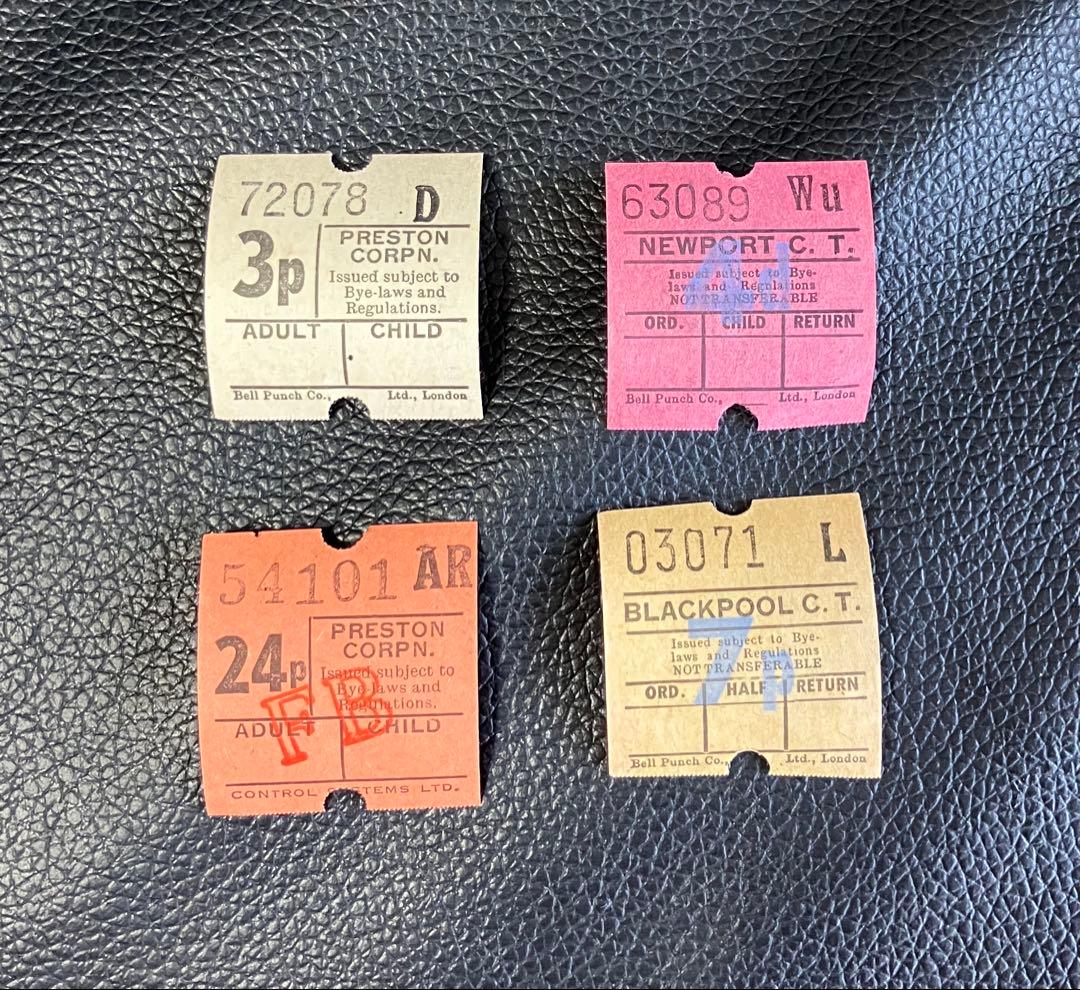 72078 D
3p
PRESTON
CORPN.
Issued subject to
Bye-laws and
Regulations.
ADULT CHILD
Bell Punch Co., Ltd., London
63089 Wu
NEWPORT C. T.
4d
Issued subject to Bye-
laws and Regulations
NOT TRANSFERABLE
ORD. CHILD RETURN
Bell Punch Co., Ltd., London
54101 AR
24p
PRESTON
CORPN.
Issued subject to
Bye-laws and
Regulations.
FB
ADULT CHILD
CONTROL SYSTEMS LTD.
03071 L
BLACKPOOL C. T.
7p
Issued subject to Bye-
laws and Regulations
NOT TRANSFERABLE
ORD. HALF RETURN
Bell Punch Co., Ltd., London